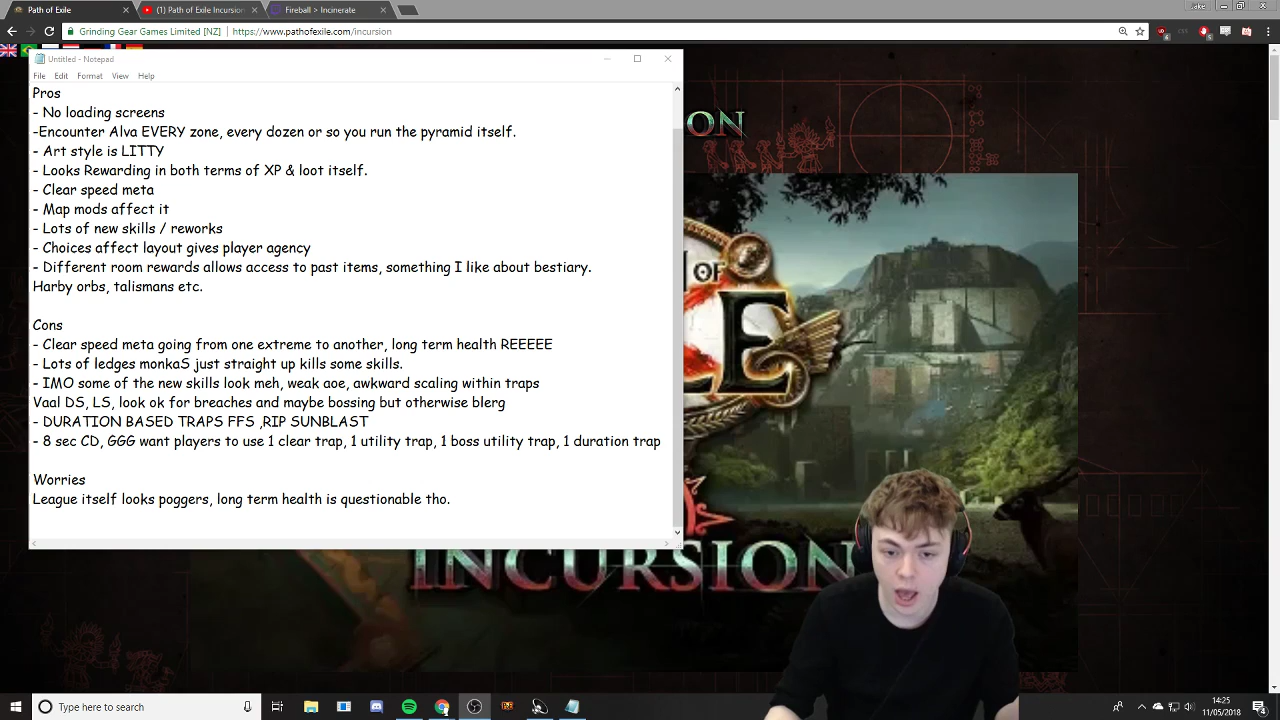 Path of Exile
(1) Path of Exile Incursion
Fireball > Incinerate
Grinding Gear Games Limited [NZ]
https://www.pathofexile.com/incursion
Untitled - Notepad
File Edit Format View Help
Pros
- No loading screens
-Encounter Alva EVERY zone, every dozen or so you run the pyramid itself.
- Art style is LITTY
- Looks Rewarding in both terms of XP & loot itself.
- Clear speed meta
- Map mods affect it
- Lots of new skills / reworks
- Choices affect layout gives player agency
- Different room rewards allows access to past items, something I like about bestiary.
Harby orbs, talismans etc.
Cons
- Clear speed meta going from one extreme to another, long term health REEEEE
- Lots of ledges monkaS just straight up kills some skills.
- IMO some of the new skills look meh, weak aoe, awkward scaling within traps
Vaal DS, LS, look ok for breaches and maybe bossing but otherwise blerg
- DURATION BASED TRAPS FFS ,RIP SUNBLAST
- 8 sec CD, GGG want players to use 1 clear trap, 1 utility trap, 1 boss utility trap, 1 duration trap
Worries
League itself looks poggers, long term health is questionable tho.
ON
OF
INCURSION
Type here to search
14:25
11/05/2018